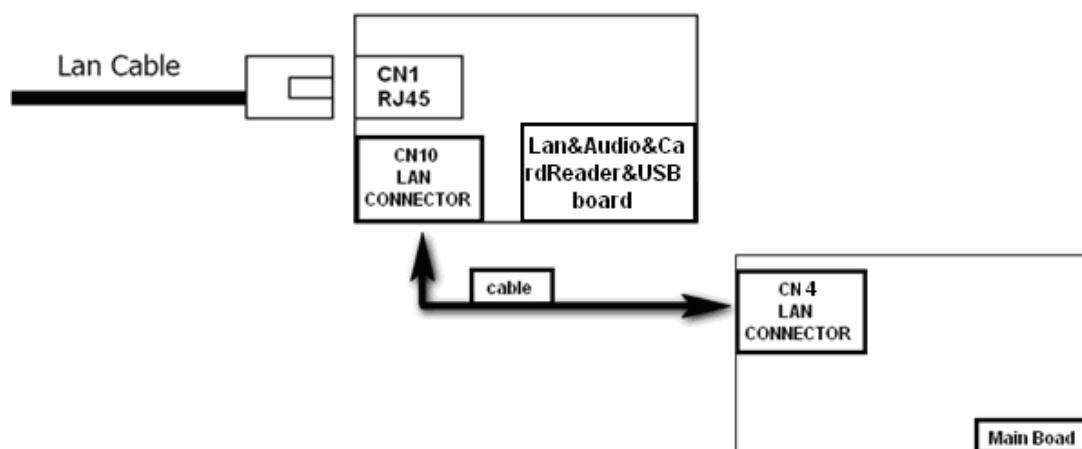 Lan Cable
CN1
RJ45
CN10
LAN
CONNECTOR
Lan&Audio&Ca
rdReader&USB
board
cable
CN 4
LAN
CONNECTOR
Main Boad